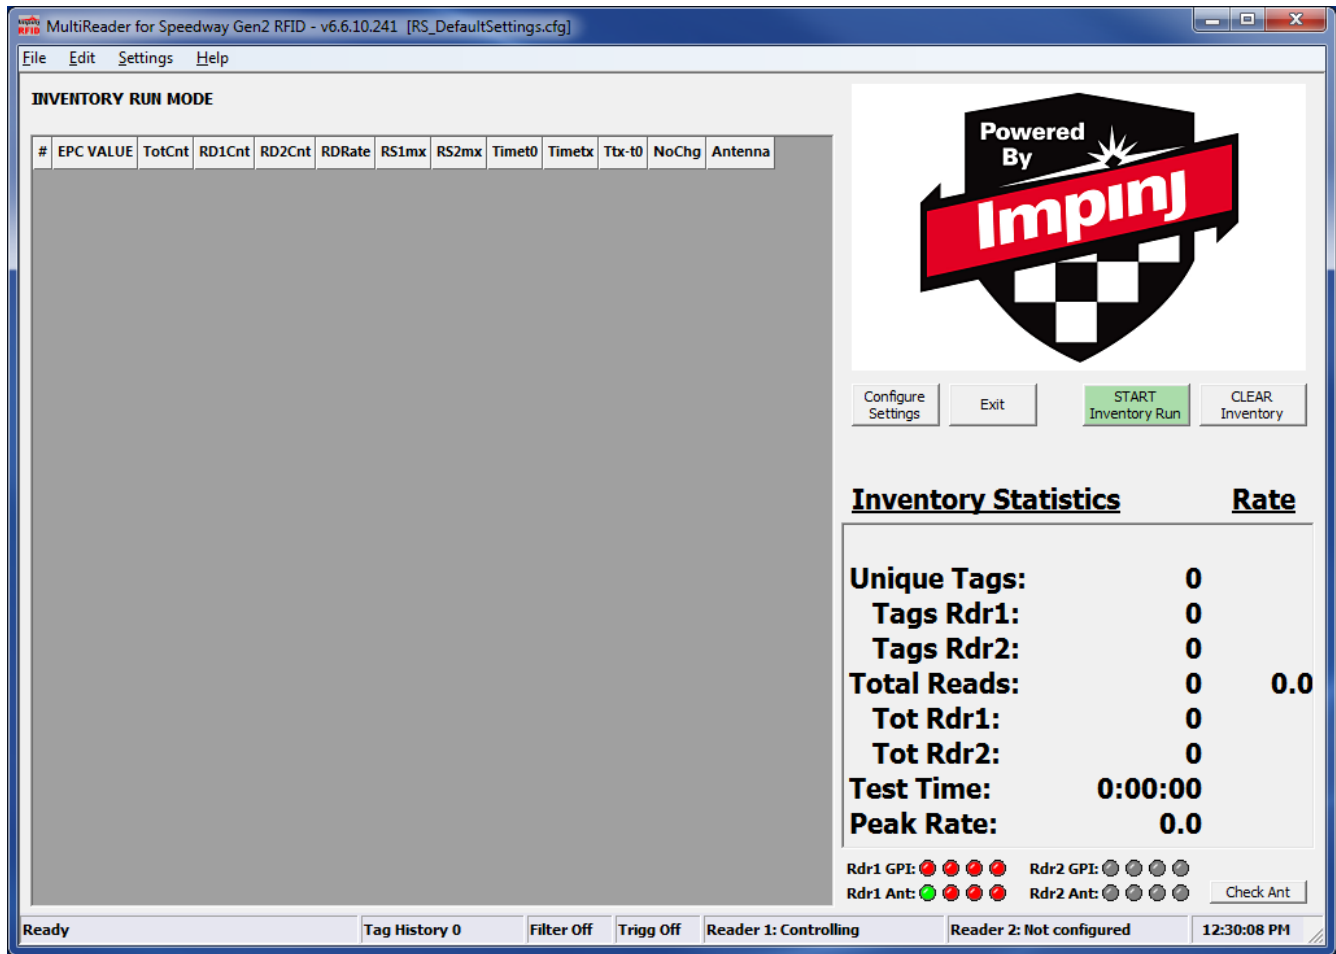 MultiReader for Speedway Gen2 RFID - v6.6.10.241  [RS_DefaultSettings.cfg]
File Edit Settings Help
INVENTORY RUN MODE
# EPC VALUE TotCnt RD1Cnt RD2Cnt RDRate RS1mx RS2mx Timet0 Timetx Ttx-t0 NoChg Antenna
Powered
By
Impinj
Configure
Settings
Exit
START
Inventory Run
CLEAR
Inventory
Inventory Statistics Rate
Unique Tags: 0
Tags Rdr1: 0
Tags Rdr2: 0
Total Reads: 0 0.0
Tot Rdr1: 0
Tot Rdr2: 0
Test Time: 0:00:00
Peak Rate: 0.0
Rdr1 GPI: Rdr2 GPI:
Rdr1 Ant: Rdr2 Ant: Check Ant
Ready Tag History 0 Filter Off Trigg Off Reader 1: Controlling Reader 2: Not configured 12:30:08 PM